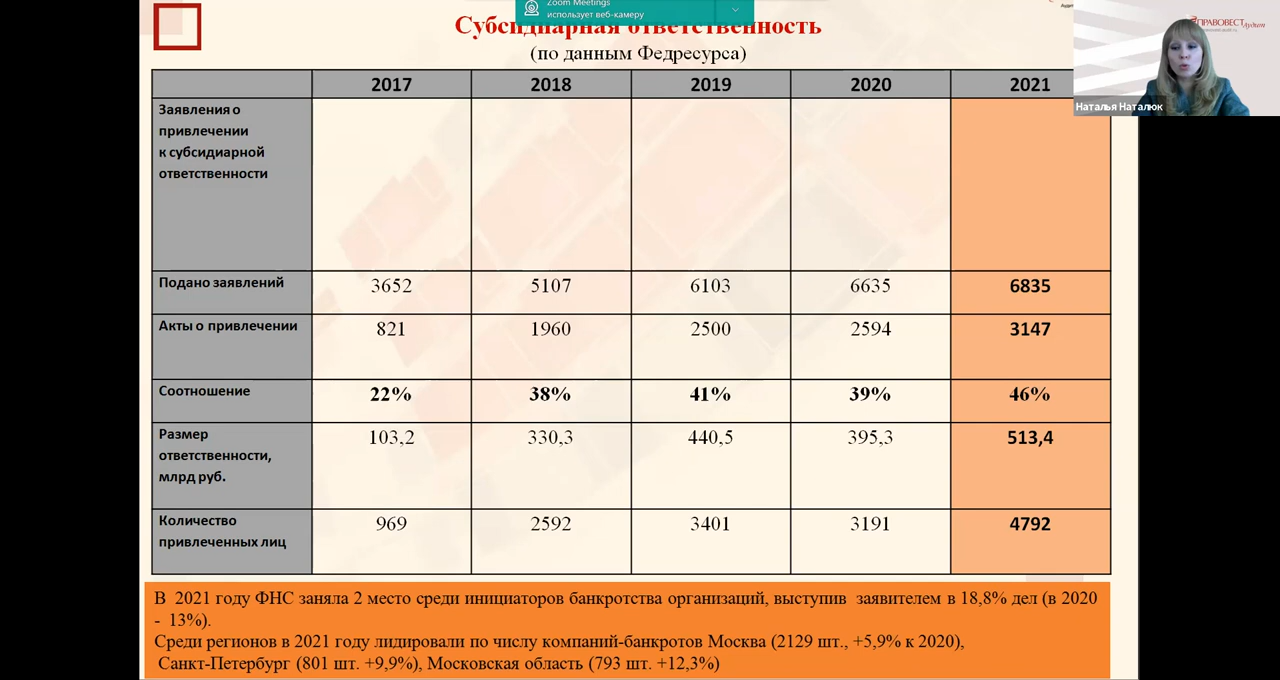 Zoom Meetings
использует веб-камеру
Субсидиарная ответственность
(по данным Федресурса)
ПРАВОВЕСТ Аудит
Наталья Наталюк
2017 2018 2019 2020 2021
Заявления о
привлечении
к субсидиарной
ответственности
Подано заявлений 3652 5107 6103 6635 6835
Акты о привлечении 821 1960 2500 2594 3147
Соотношение 22% 38% 41% 39% 46%
Размер 103,2 330,3 440,5 395,3 513,4
ответственности,
млрд руб.
Количество 969 2592 3401 3191 4792
привлеченных лиц
В 2021 году ФНС заняла 2 место среди инициаторов банкротства организаций, выступив заявителем в 18,8% дел (в 2020
- 13%).
Среди регионов в 2021 году лидировали по числу компаний-банкротов Москва (2129 шт., +5,9% к 2020),
Санкт-Петербург (801 шт. +9,9%), Московская область (793 шт. +12,3%)